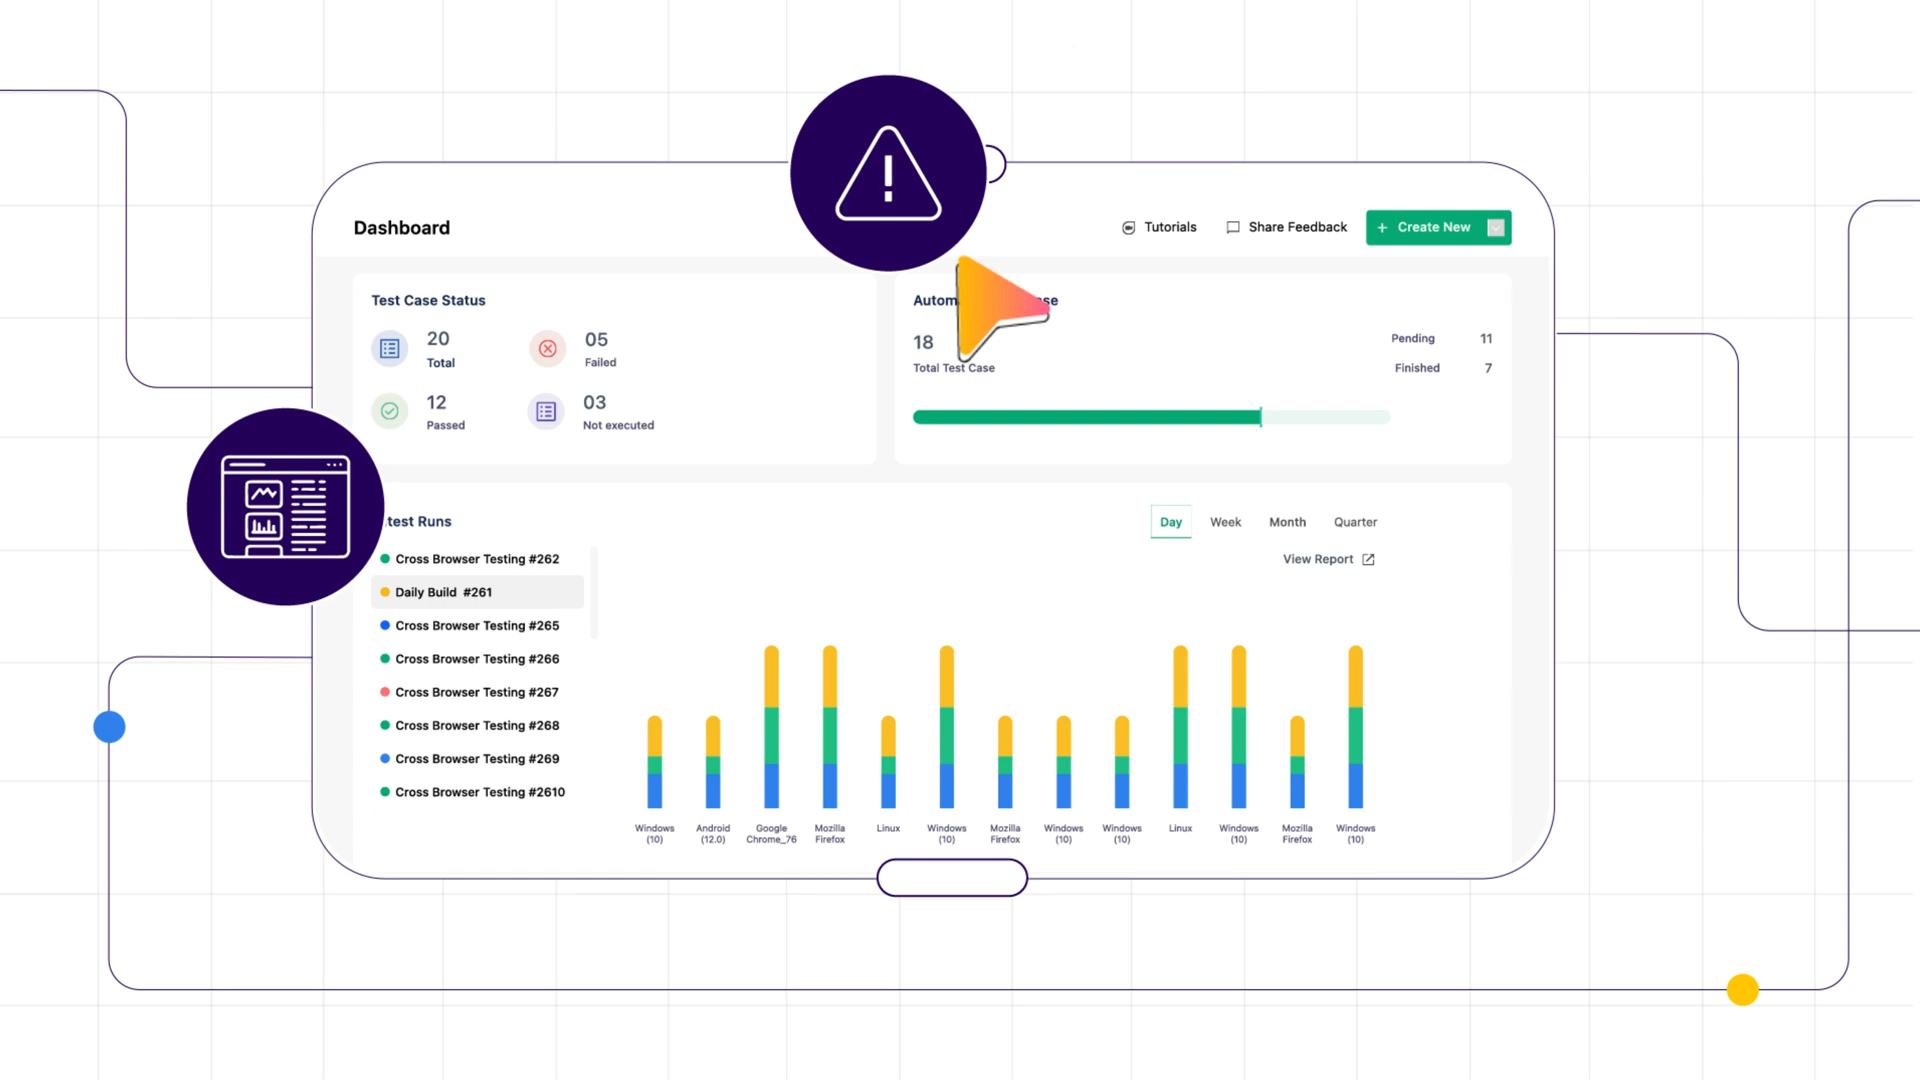 Dashboard
Tutorials
Share Feedback
+ Create New
Test Case Status
20
Total
05
Failed
12
Passed
03
Not executed
18
Total Test Case
Pending 11
Finished 7
Runs
Day Week Month Quarter
View Report
Cross Browser Testing #262
Daily Build #261
Cross Browser Testing #265
Cross Browser Testing #266
Cross Browser Testing #267
Cross Browser Testing #268
Cross Browser Testing #269
Cross Browser Testing #2610
Windows (10)
Android (12.0)
Google Chrome_76
Mozilla Firefox
Linux
Windows (10)
Mozilla Firefox
Windows (10)
Windows (10)
Linux
Windows (10)
Mozilla Firefox
Windows (10)